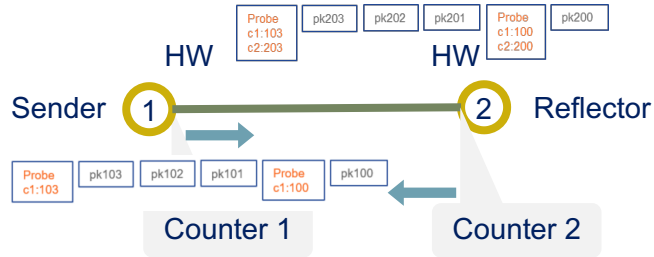 Probe
c1:103
c2:203
pk203
pk202
pk201
Probe
c1:100
c2:200
pk200
HW
HW
Sender
1
2
Reflector
Probe
c1:103
pk103
pk102
pk101
Probe
c1:100
pk100
Counter 1
Counter 2